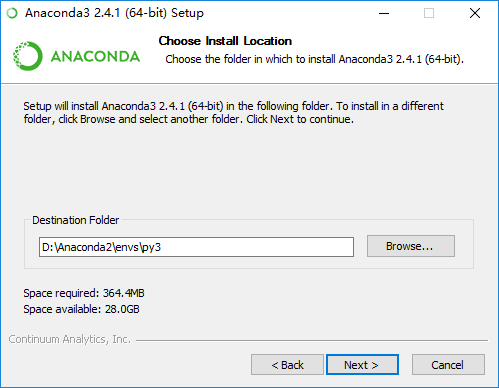 Anaconda3 2.4.1 (64-bit) Setup
ANACONDA
Choose Install Location
Choose the folder in which to install Anaconda3 2.4.1 (64-bit).
Setup will install Anaconda3 2.4.1 (64-bit) in the following folder. To install in a different
folder, click Browse and select another folder. Click Next to continue.
Destination Folder
D:\Anaconda2\envs\py3
Browse...
Space required: 364.4MB
Space available: 28.0GB
Continuum Analytics, Inc.
< Back
Next >
Cancel